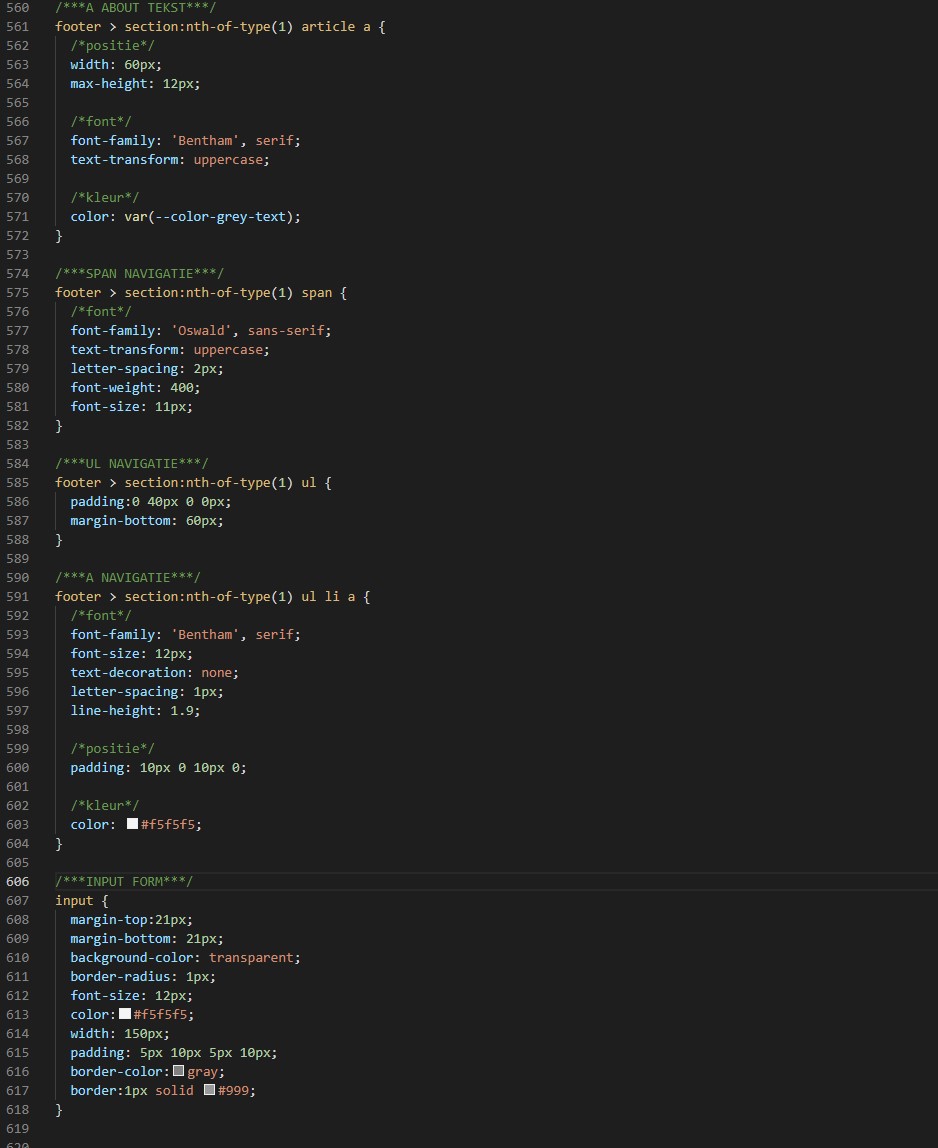 560 /***A ABOUT TEKST***/
561 footer > section:nth-of-type(1) article a {
562 /*positie*/
563 width: 60px;
564 max-height: 12px;
565
566 /*font*/
567 font-family: 'Bentham', serif;
568 text-transform: uppercase;
569
570 /*kleur*/
571 color: var(--color-grey-text);
572 }
573
574 /***SPAN NAVIGATIE***/
575 footer > section:nth-of-type(1) span {
576 /*font*/
577 font-family: 'Oswald', sans-serif;
578 text-transform: uppercase;
579 letter-spacing: 2px;
580 font-weight: 400;
581 font-size: 11px;
582 }
583
584 /***UL NAVIGATIE***/
585 footer > section:nth-of-type(1) ul {
586 padding:0 40px 0 0px;
587 margin-bottom: 60px;
588 }
589
590 /***A NAVIGATIE***/
591 footer > section:nth-of-type(1) ul li a {
592 /*font*/
593 font-family: 'Bentham', serif;
594 font-size: 12px;
595 text-decoration: none;
596 letter-spacing: 1px;
597 line-height: 1.9;
598
599 /*positie*/
600 padding: 10px 0 10px 0;
601
602 /*kleur*/
603 color: #f5f5f5;
604 }
605
606 /***INPUT FORM***/
607 input {
608 margin-top:21px;
609 margin-bottom: 21px;
610 background-color: transparent;
611 border-radius: 1px;
612 font-size: 12px;
613 color:#f5f5f5;
614 width: 150px;
615 padding: 5px 10px 5px 10px;
616 border-color:gray;
617 border:1px solid #999;
618 }
619
620